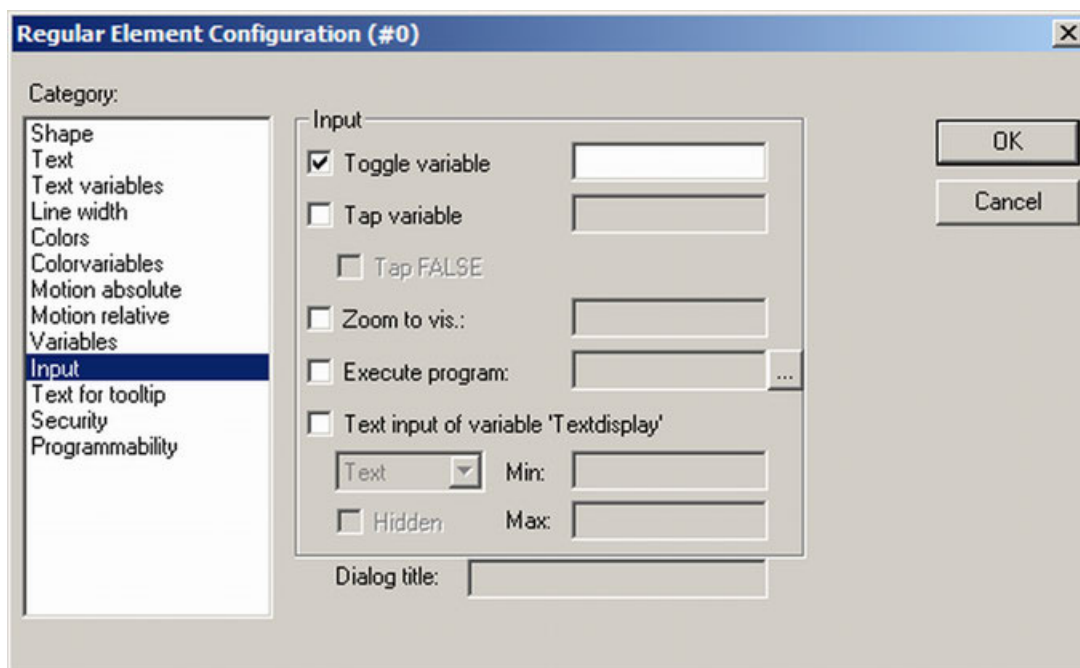 Regular Element Configuration (#0)
Category:
Shape
Text
Text variables
Line width
Colors
Colorvariables
Motion absolute
Motion relative
Variables
Input
Text for tooltip
Security
Programmability
Input
Toggle variable
Tap variable
Tap FALSE
Zoom to vis.:
Execute program:
...
Text input of variable 'Textdisplay'
Text
Min:
Hidden
Max:
Dialog title:
OK
Cancel